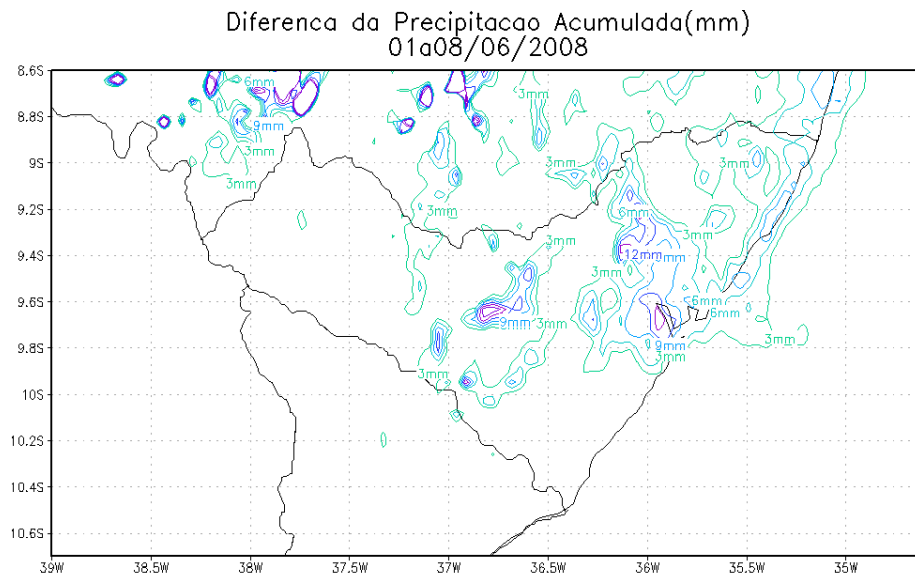 Diferenca da Precipitacao Acumulada(mm)
01a08/06/2008
8.6S
6mm
3mm
3mm
8.8S
9mm
3mm
3mm
9S
3mm
3mm
3mm
9.2S
3mm
6mm
3mm
3mm
9.4S
12mm
3mm
9.6S
6mm
6mm
9mm
3mm
9.8S
9mm
3mm
3mm
3mm
10S
10.2S
10.4S
10.6S
39W 38.5W 38W 37.5W 37W 36.5W 36W 35.5W 35W